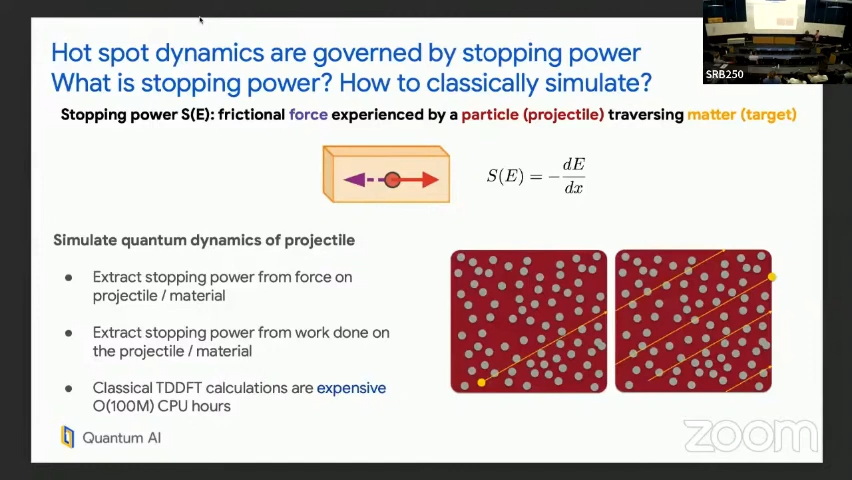 Hot spot dynamics are governed by stopping power
What is stopping power? How to classically simulate?
SRB250
Stopping power S(E): frictional force experienced by a particle (projectile) traversing matter (target)
S(E) = -dE/dx
Simulate quantum dynamics of projectile
● Extract stopping power from force on
projectile / material
● Extract stopping power from work done on
the projectile / material
● Classical TDDFT calculations are expensive
O(100M) CPU hours
Quantum AI
zoom